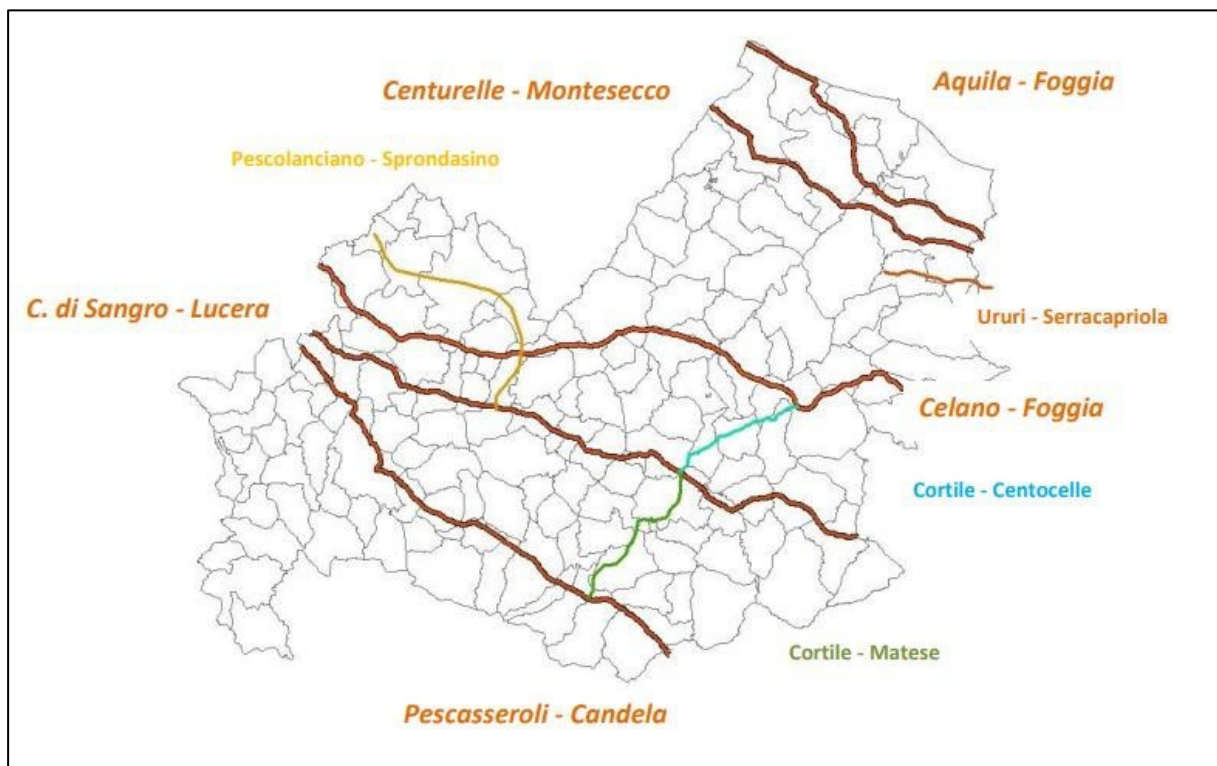 Aquila - Foggia
Centurelle - Montesecco
Pescolanciano - Sprondasino
C. di Sangro - Lucera
Ururi - Serracapriola
Celano - Foggia
Cortile - Centocelle
Cortile - Matese
Pescasseroli - Candela